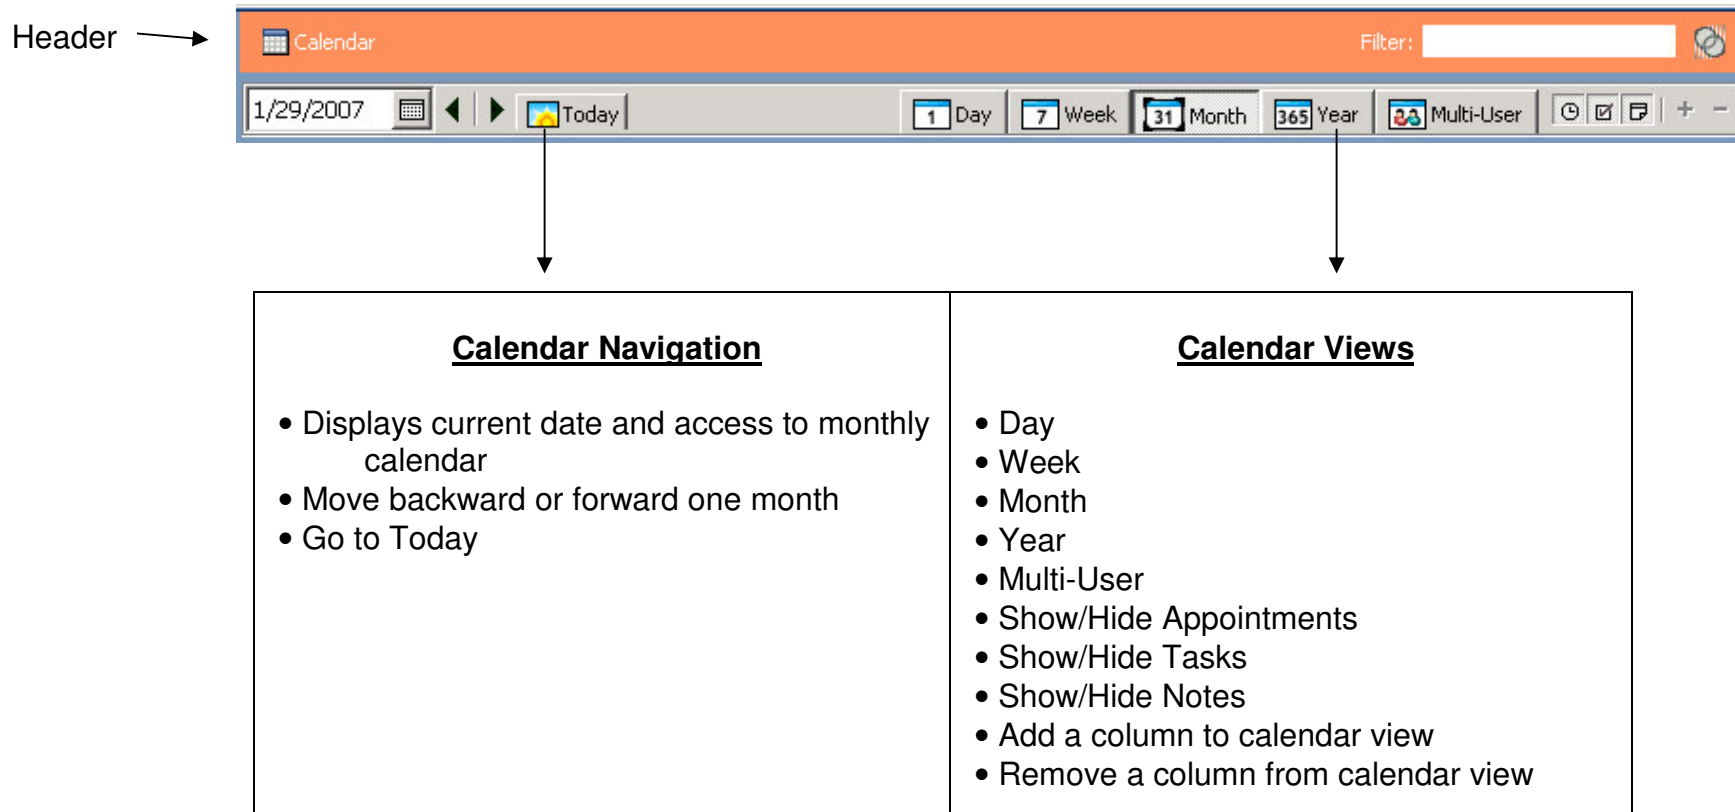 Header
Calendar
Filter:
1/29/2007
Today
1 Day
7 Week
31 Month
365 Year
Multi-User
+ −
Calendar Navigation
• Displays current date and access to monthly
calendar
• Move backward or forward one month
• Go to Today
Calendar Views
• Day
• Week
• Month
• Year
• Multi-User
• Show/Hide Appointments
• Show/Hide Tasks
• Show/Hide Notes
• Add a column to calendar view
• Remove a column from calendar view